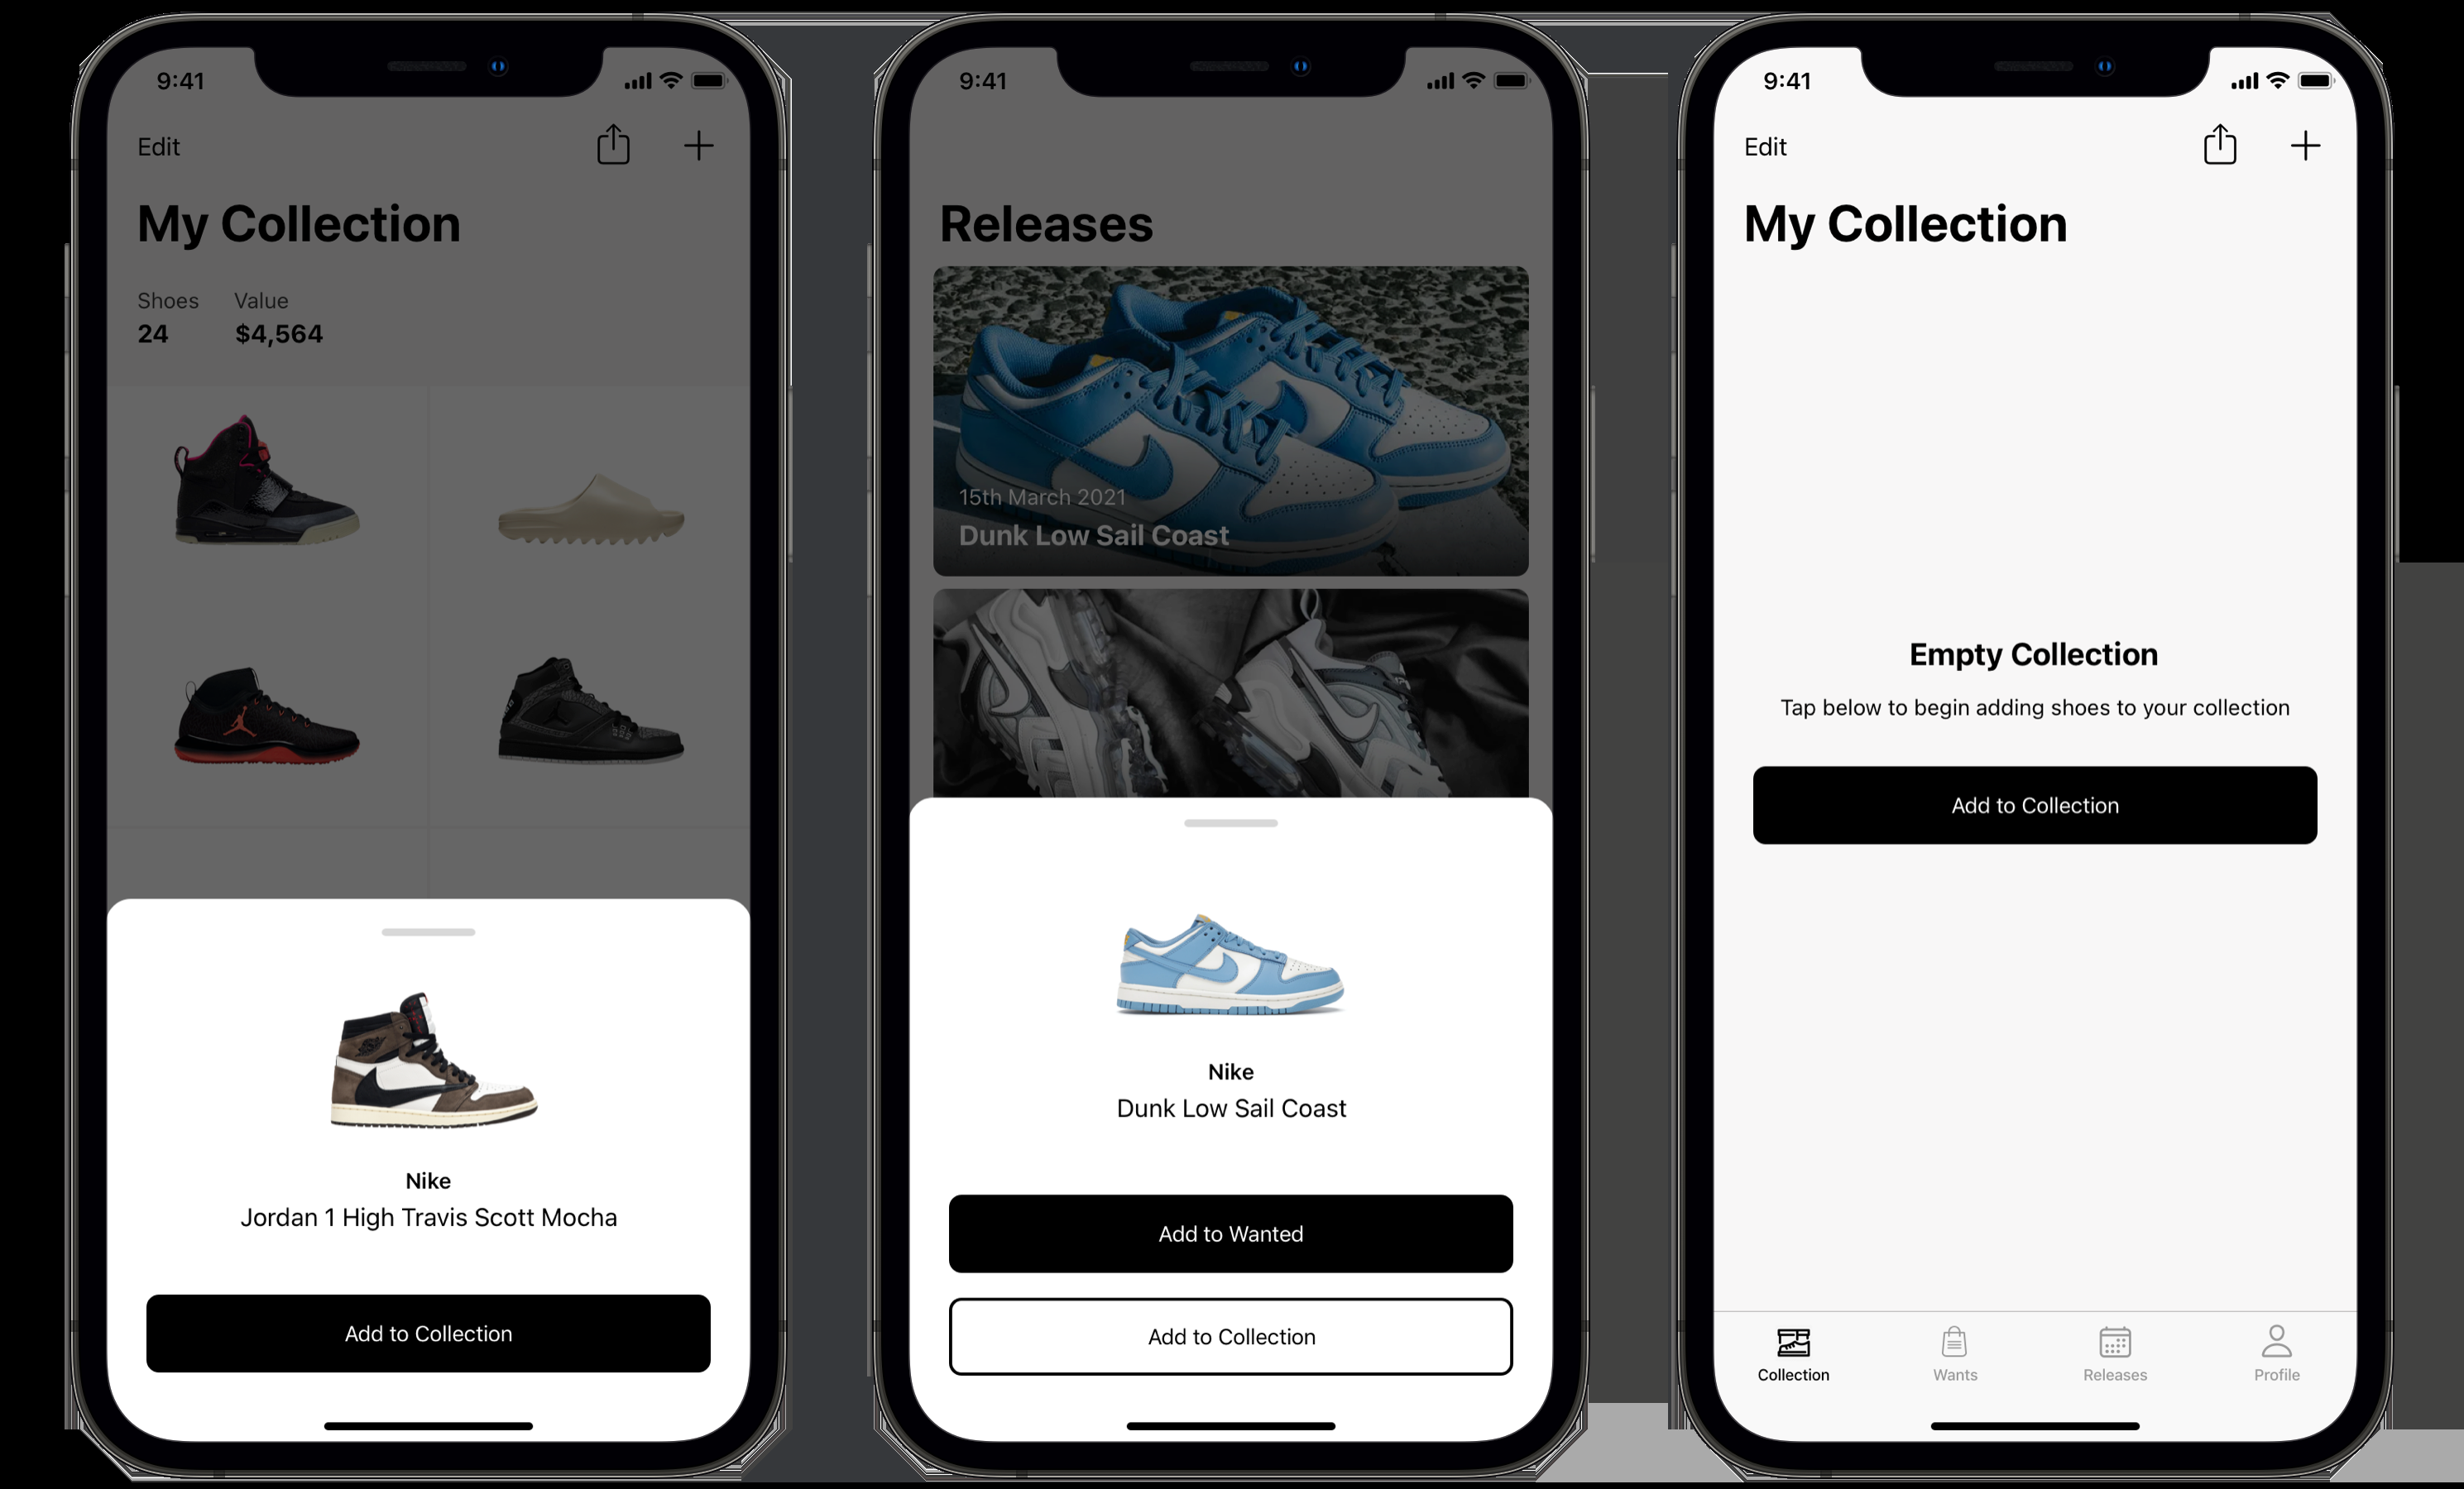 9:41
Edit
My Collection
Shoes Value
24 $4,564
Nike
Jordan 1 High Travis Scott Mocha
Add to Collection
9:41
Releases
15th March 2021
Dunk Low Sail Coast
Nike
Dunk Low Sail Coast
Add to Wanted
Add to Collection
9:41
Edit
My Collection
Empty Collection
Tap below to begin adding shoes to your collection
Add to Collection
Collection Wants Releases Profile